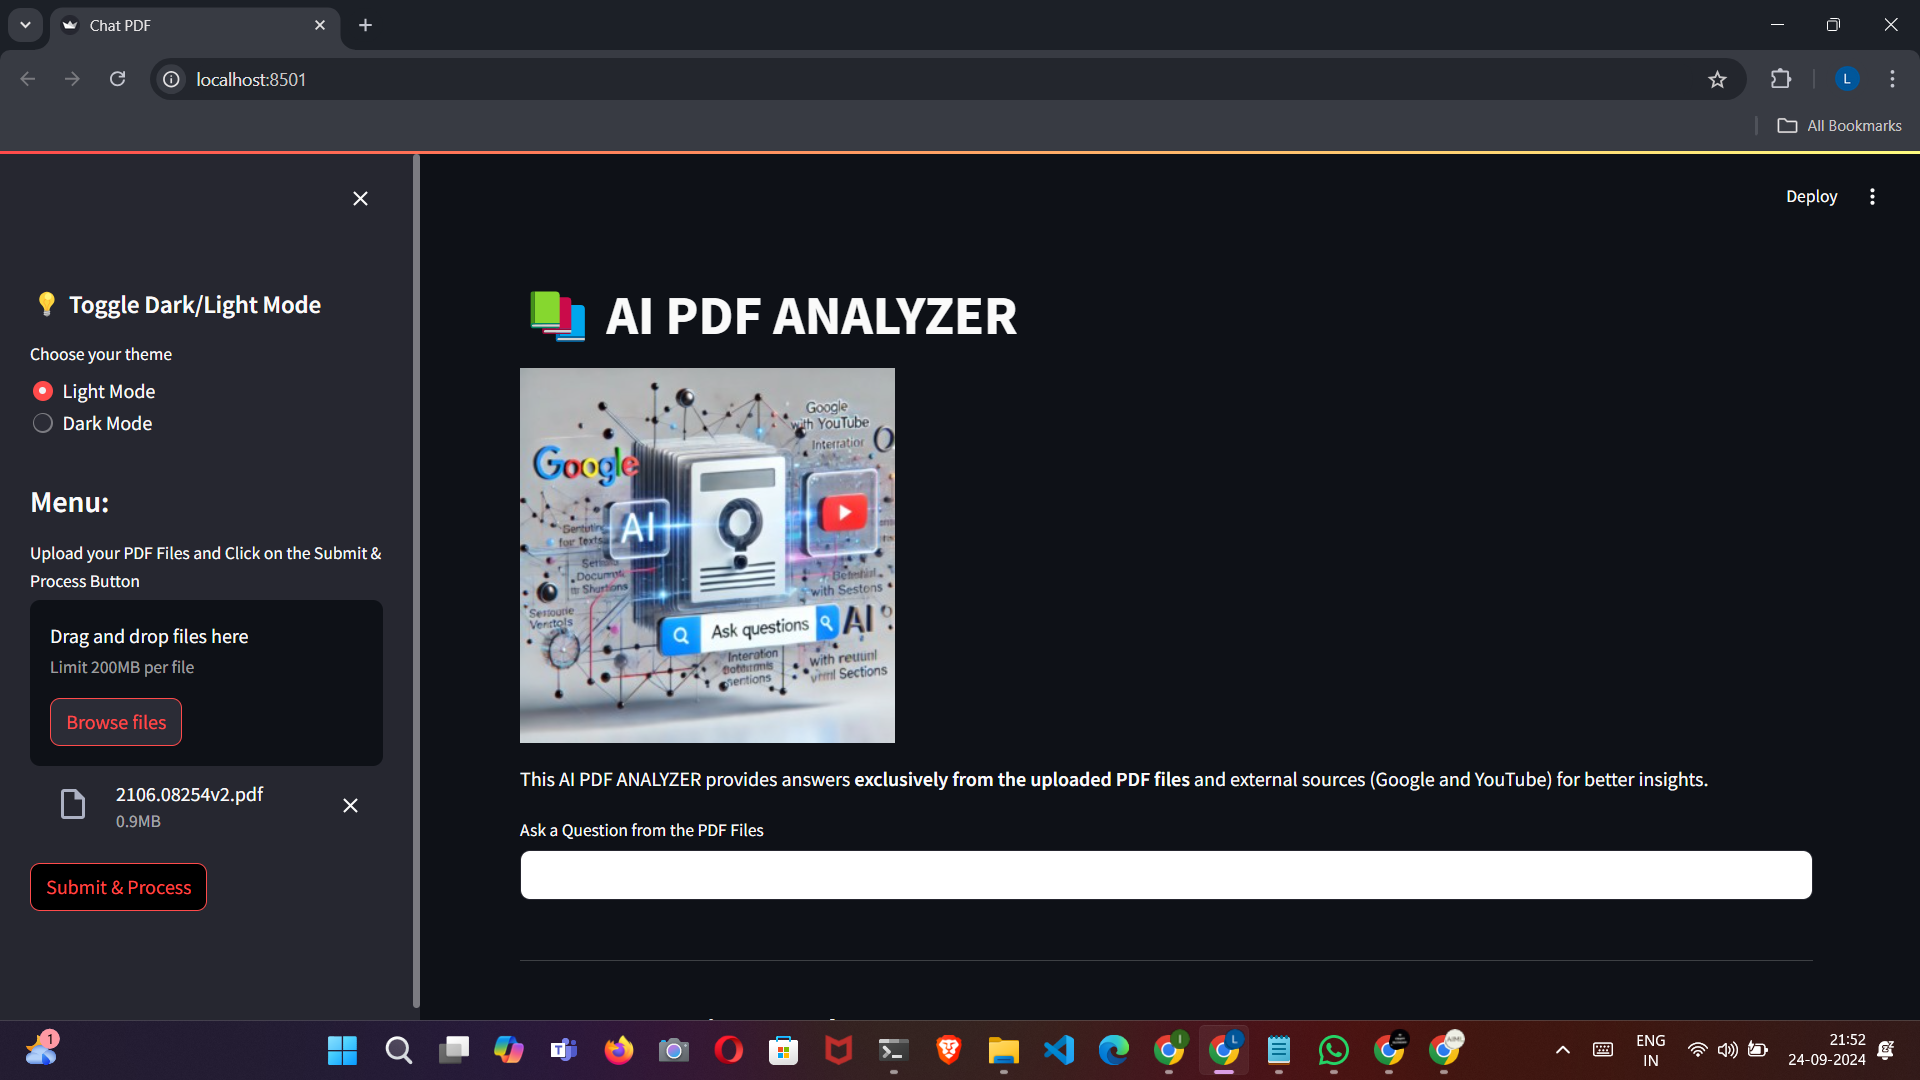 Chat PDF
localhost:8501
L
All Bookmarks
Deploy
💡 Toggle Dark/Light Mode
Choose your theme
Light Mode
Dark Mode
Menu:
Upload your PDF Files and Click on the Submit &
Process Button
Drag and drop files here
Limit 200MB per file
Browse files
2106.08254v2.pdf
0.9MB
Submit & Process
📚 AI PDF ANALYZER
Google
with YouTube
Google
AI
for Texts
Ask questions
AI
with Sestons
Sections
This AI PDF ANALYZER provides answers exclusively from the uploaded PDF files and external sources (Google and YouTube) for better insights.
Ask a Question from the PDF Files
1
I
L
ENG
IN
21:52
24-09-2024